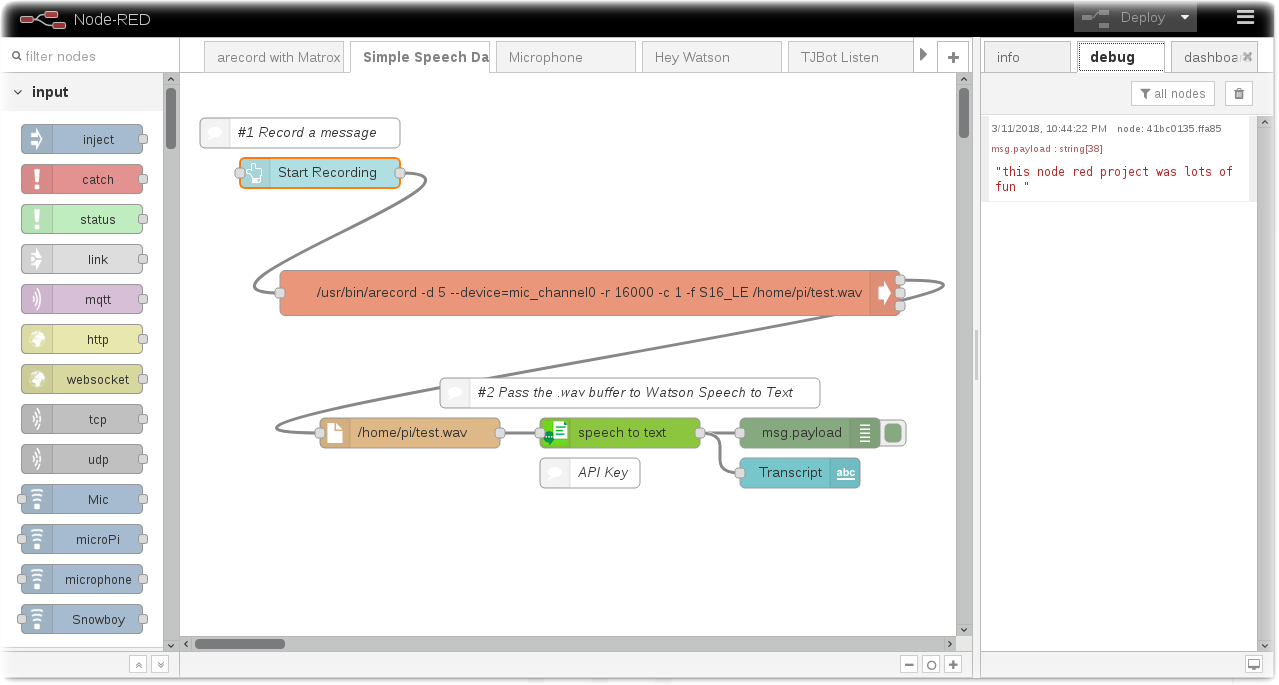 Node-RED
Deploy
filter nodes
arecord with Matrox
Simple Speech Da
Microphone
Hey Watson
TJBot Listen
info
debug
dashboa
input
all nodes
inject
catch
status
link
mqtt
http
websocket
tcp
udp
Mic
microPi
microphone
Snowboy
#1 Record a message
Start Recording
/usr/bin/arecord -d 5 --device=mic_channel0 -r 16000 -c 1 -f S16_LE /home/pi/test.wav
#2 Pass the .wav buffer to Watson Speech to Text
/home/pi/test.wav
speech to text
msg.payload
API Key
Transcript
abc
3/11/2018, 10:44:22 PM node: 41bc0135.ffa85
msg.payload : string[38]
"this node red project was lots of
fun "